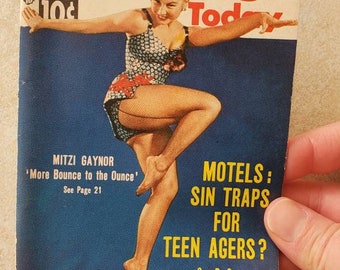 10¢
Today
MITZI GAYNOR
'More Bounce to the Ounce'
See Page 21
MOTELS:
SIN TRAPS
FOR
TEEN AGERS?